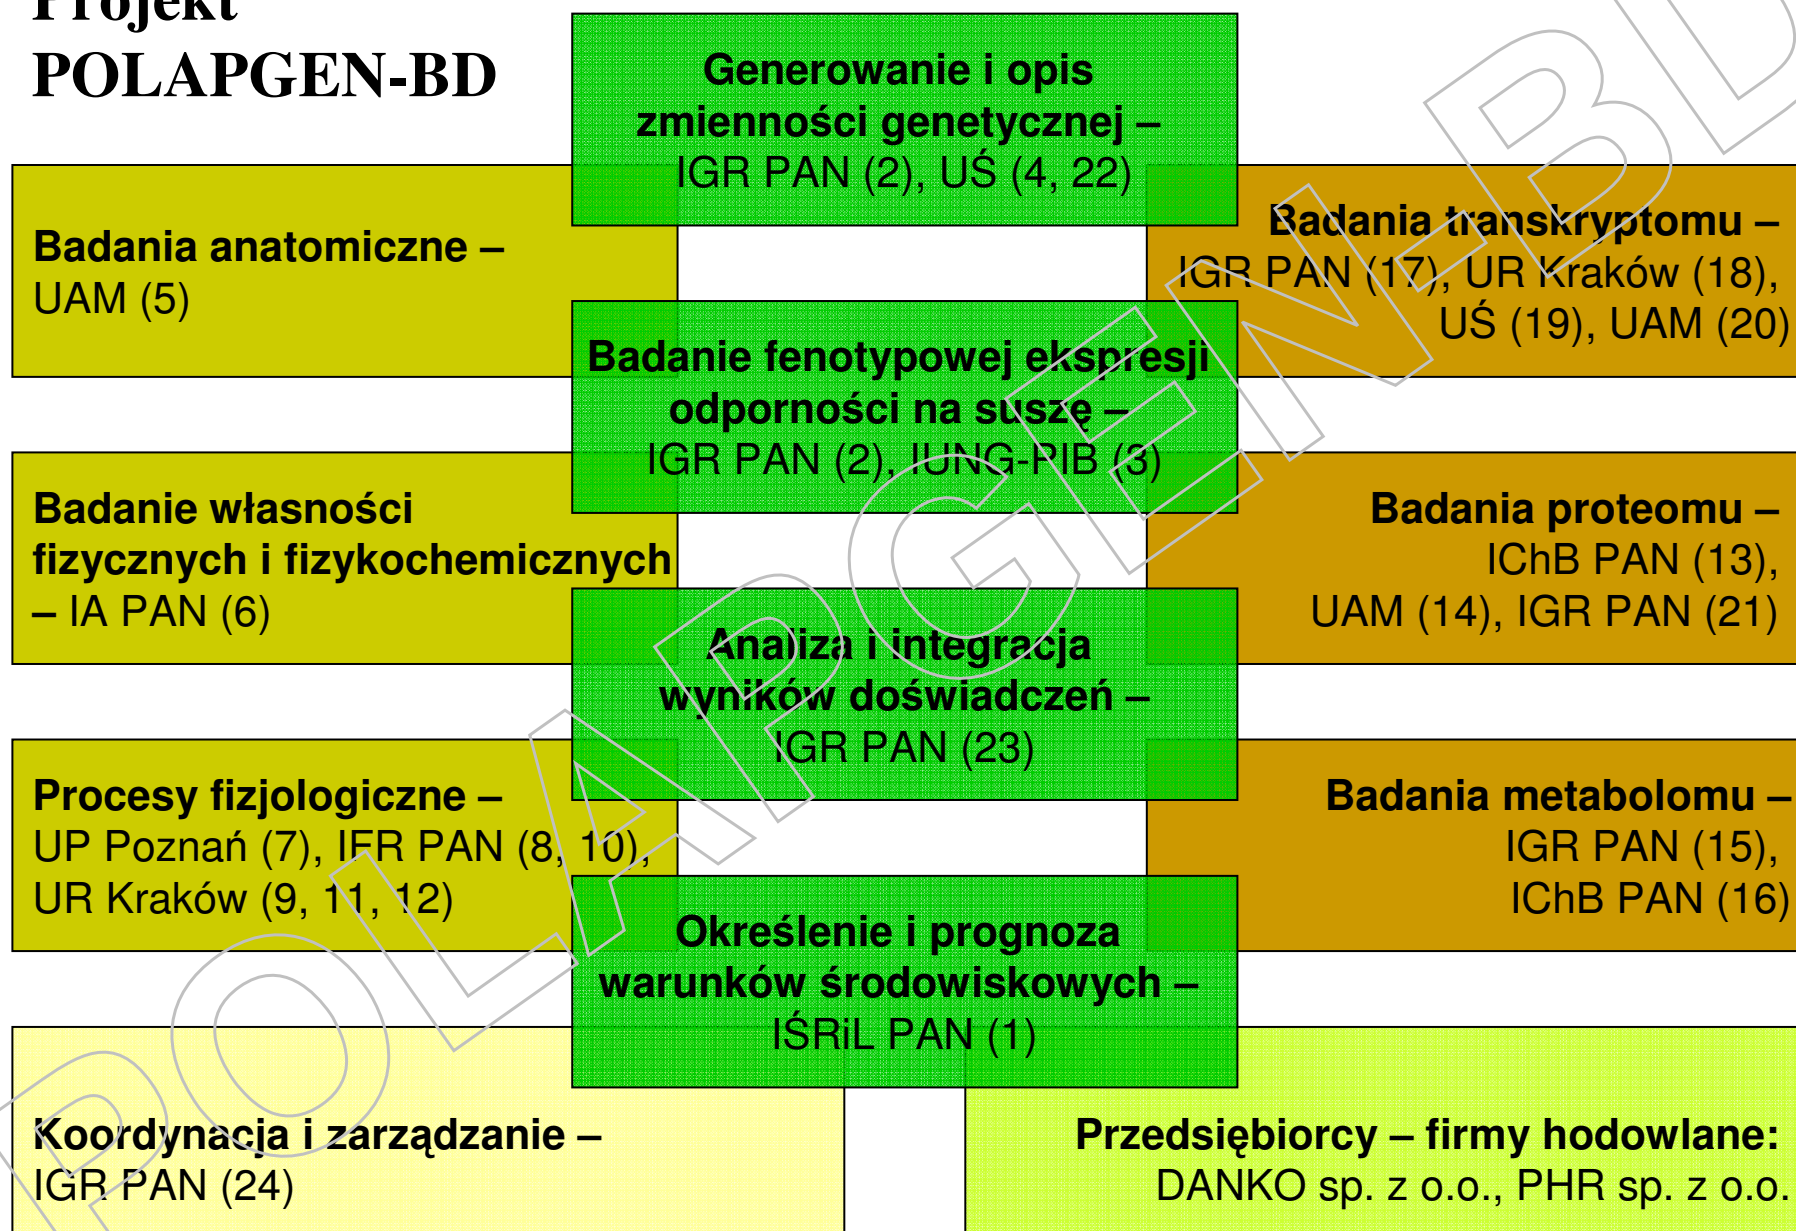 Projekt
POLAPGEN-BD
Generowanie i opis
zmienności genetycznej –
IGR PAN (2), UŚ (4, 22)
Badania anatomiczne –
UAM (5)
Badania transkryptomu –
IGR PAN (17), UR Kraków (18),
UŚ (19), UAM (20)
Badanie fenotypowej ekspresji
odporności na suszę –
IGR PAN (2), IUNG-PIB (3)
Badanie własności
fizycznych i fizykochemicznych
– IA PAN (6)
Badania proteomu –
IChB PAN (13),
UAM (14), IGR PAN (21)
Analiza i integracja
wyników doświadczeń –
IGR PAN (23)
Procesy fizjologiczne –
UP Poznań (7), IFR PAN (8, 10),
UR Kraków (9, 11, 12)
Badania metabolomu –
IGR PAN (15),
IChB PAN (16)
Określenie i prognoza
warunków środowiskowych –
IŚRiL PAN (1)
Koordynacja i zarządzanie –
IGR PAN (24)
Przedsiębiorcy – firmy hodowlane:
DANKO sp. z o.o., PHR sp. z o.o.
POLAPGEN-BD